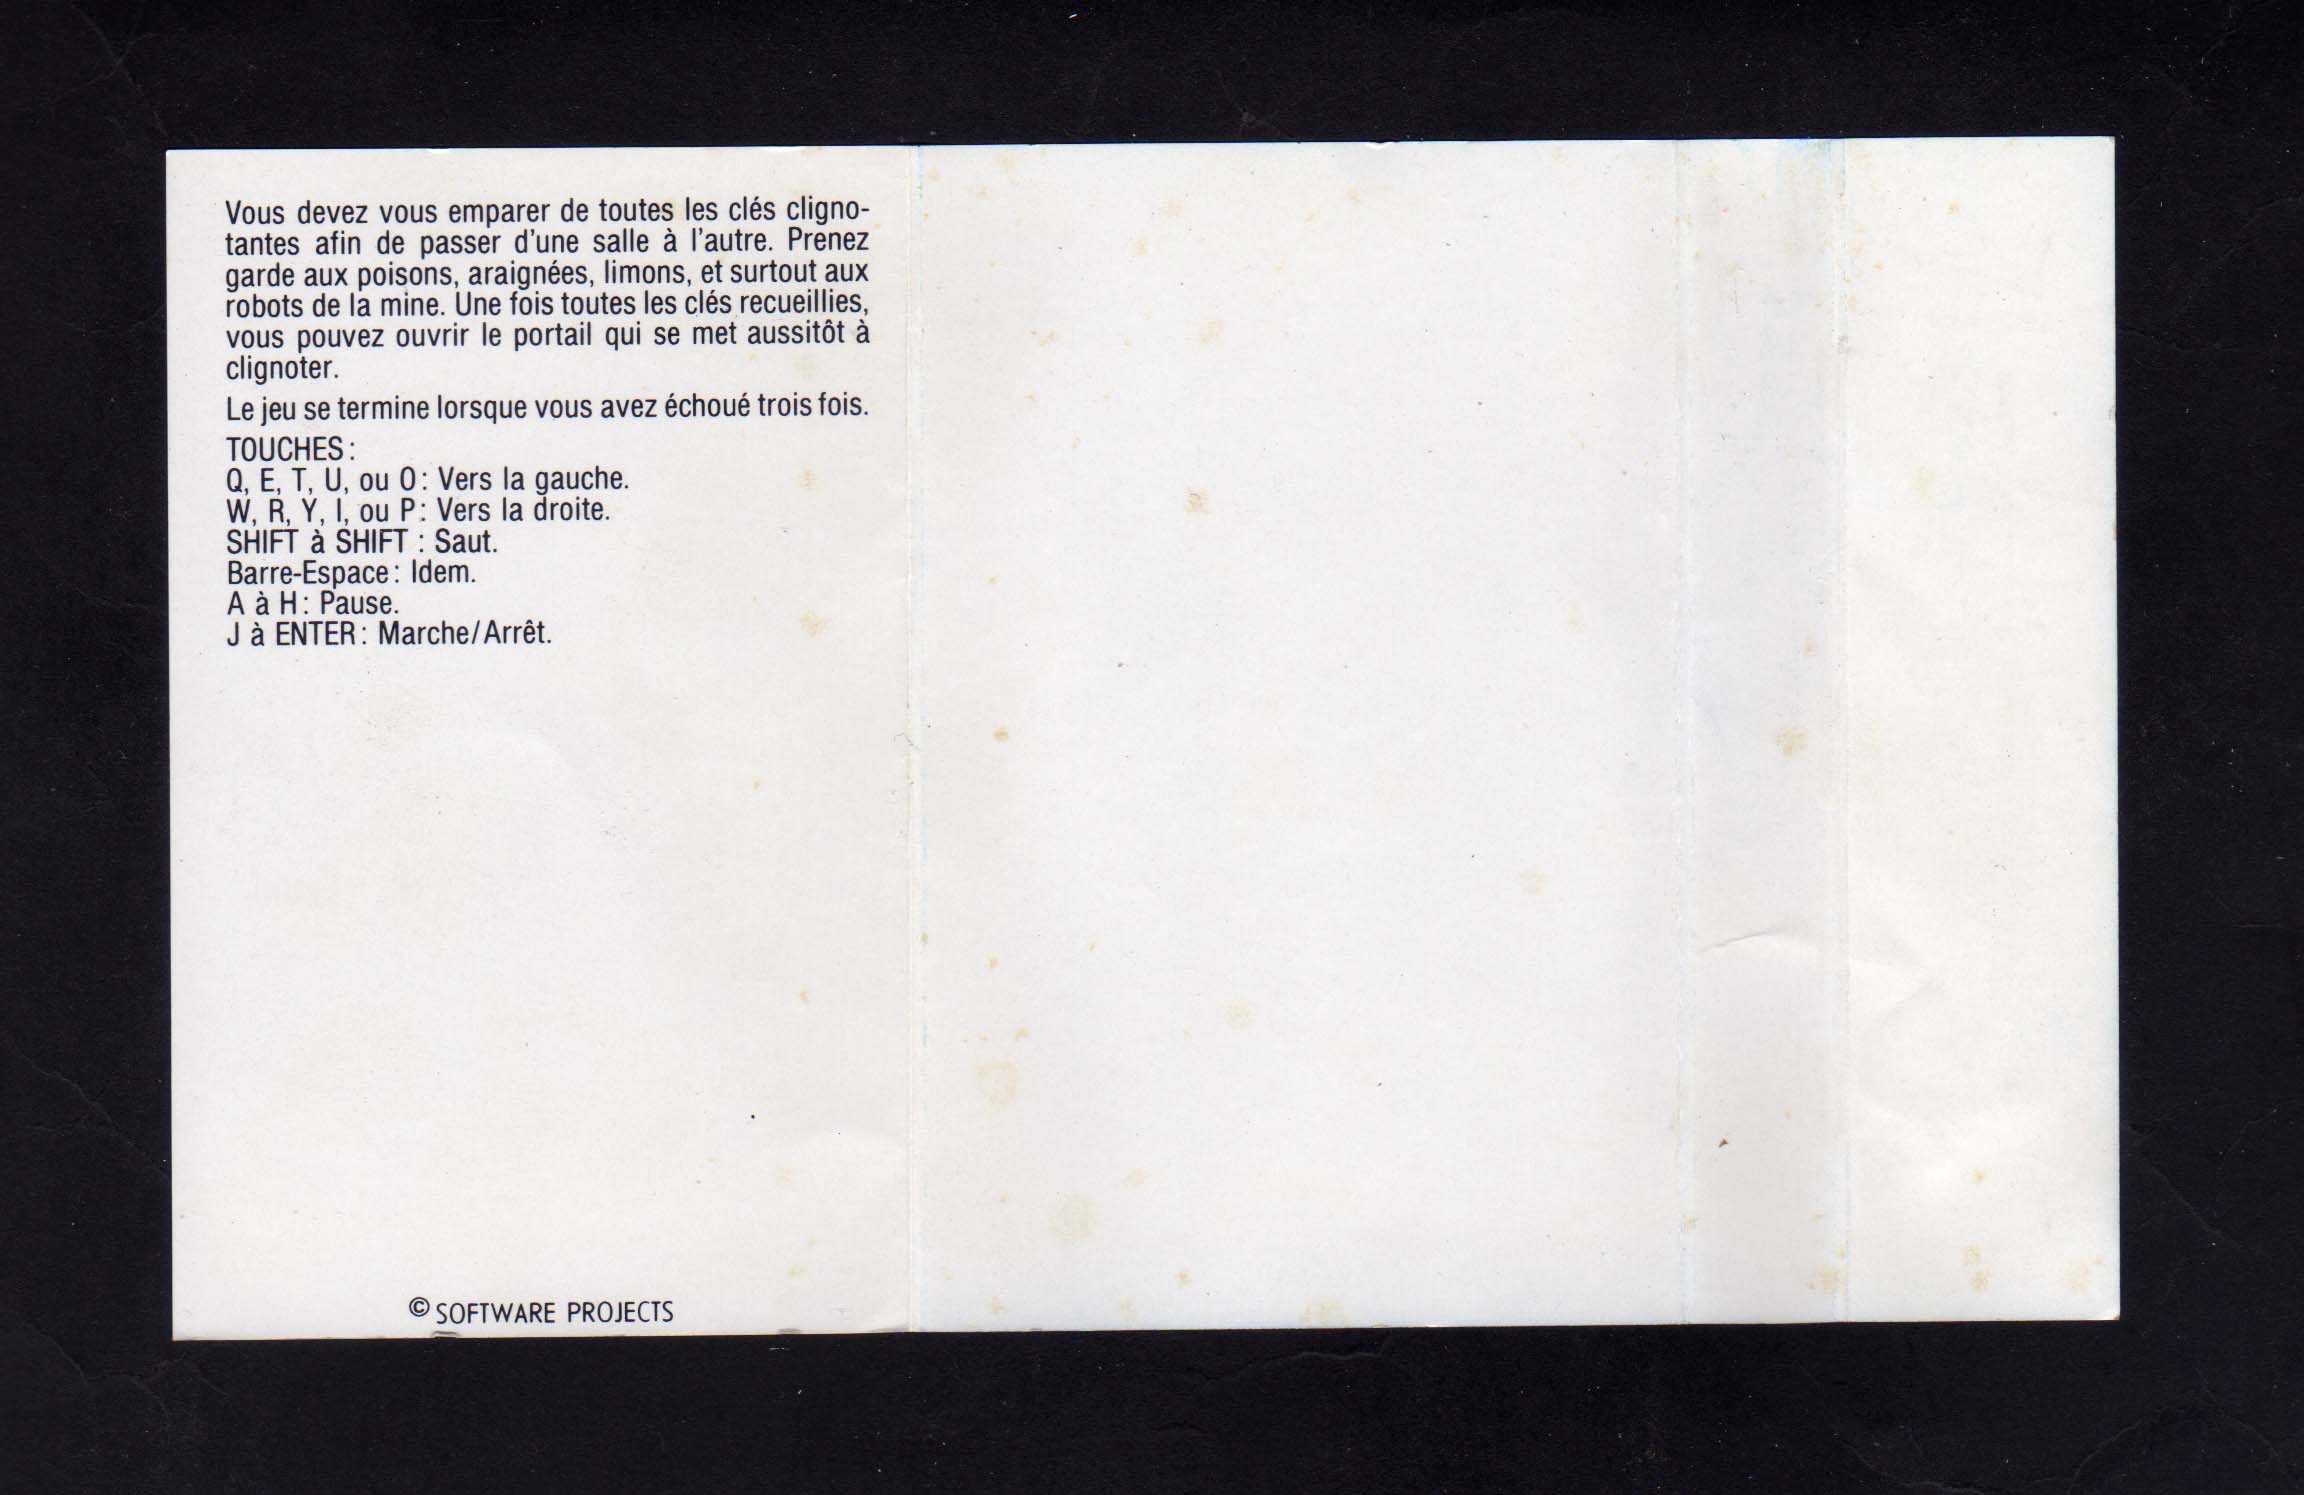 Vous devez vous emparer de toutes les clés cligno-
tantes afin de passer d'une salle à l'autre. Prenez
garde aux poisons, araignées, limons, et surtout aux
robots de la mine. Une fois toutes les clés recueillies,
vous pouvez ouvrir le portail qui se met aussitôt à
clignoter.
Le jeu se termine lorsque vous avez échoué trois fois.
TOUCHES :
Q, E, T, U, ou O : Vers la gauche.
W, R, Y, I, ou P : Vers la droite.
SHIFT à SHIFT : Saut.
Barre-Espace : Idem.
A à H : Pause.
J à ENTER : Marche/Arrêt.
© SOFTWARE PROJECTS